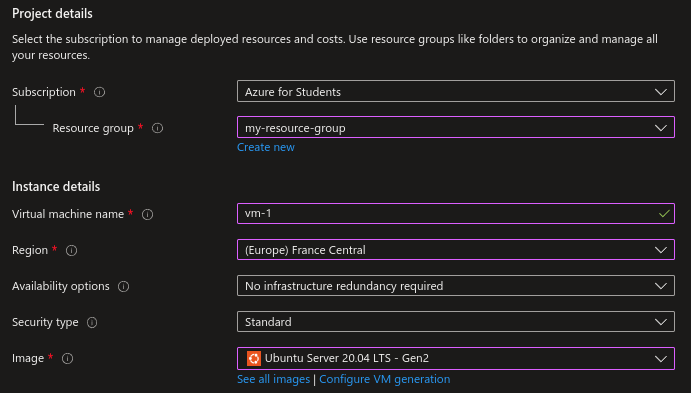 Project details
Select the subscription to manage deployed resources and costs. Use resource groups like folders to organize and manage all
your resources.
Subscription * Azure for Students
Resource group * my-resource-group
Create new
Instance details
Virtual machine name * vm-1
Region * (Europe) France Central
Availability options No infrastructure redundancy required
Security type Standard
Image * Ubuntu Server 20.04 LTS - Gen2
See all images | Configure VM generation